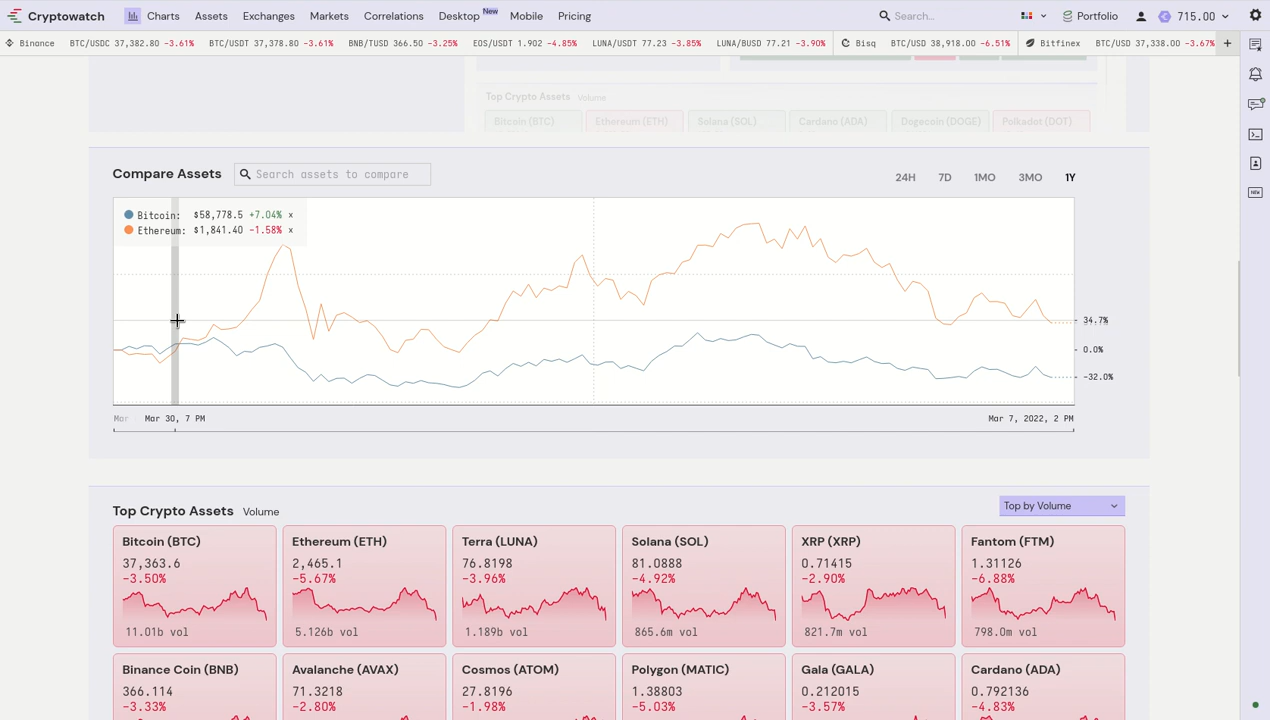 Cryptowatch Charts Assets Exchanges Markets Correlations Desktop New Mobile Pricing Search... Portfolio 715.00
Binance BTC/USDC 37,382.80 -3.61% BTC/USDT 37,378.80 -3.61% BNB/USDT 366.50 -3.25% EOS/USDT 1.902 -4.85% LUNA/USDT 77.23 -3.85% LUNA/BUSD 77.21 -3.90% Bisq BTC/USD 38,918.00 -6.51% Bitfinex BTC/USD 37,338.00 -3.67% +
Top Crypto Assets Volume
Bitcoin (BTC) Ethereum (ETH) Solana (SOL) Cardano (ADA) Dogecoin (DOGE) Polkadot (DOT)
Compare Assets Search assets to compare 24H 7D 1MO 3MO 1Y
Bitcoin: $58,778.5 +7.04% ×
Ethereum: $1,841.40 -1.58% ×
34.7%
0.0%
-32.0%
Mar Mar 30, 7 PM Mar 7, 2022, 2 PM
NEW
Top Crypto Assets Volume Top by Volume
Bitcoin (BTC) Ethereum (ETH) Terra (LUNA) Solana (SOL) XRP (XRP) Fantom (FTM)
37,363.6 2,465.1 76.8198 81.0888 0.71415 1.31126
-3.50% -5.67% -3.96% -4.92% -2.90% -6.88%
11.01b vol 5.126b vol 1.189b vol 865.6m vol 821.7m vol 798.0m vol
Binance Coin (BNB) Avalanche (AVAX) Cosmos (ATOM) Polygon (MATIC) Gala (GALA) Cardano (ADA)
366.114 71.3218 27.8196 1.38803 0.212015 0.792136
-3.33% -2.80% -1.78% -5.03% -3.57% -4.83%